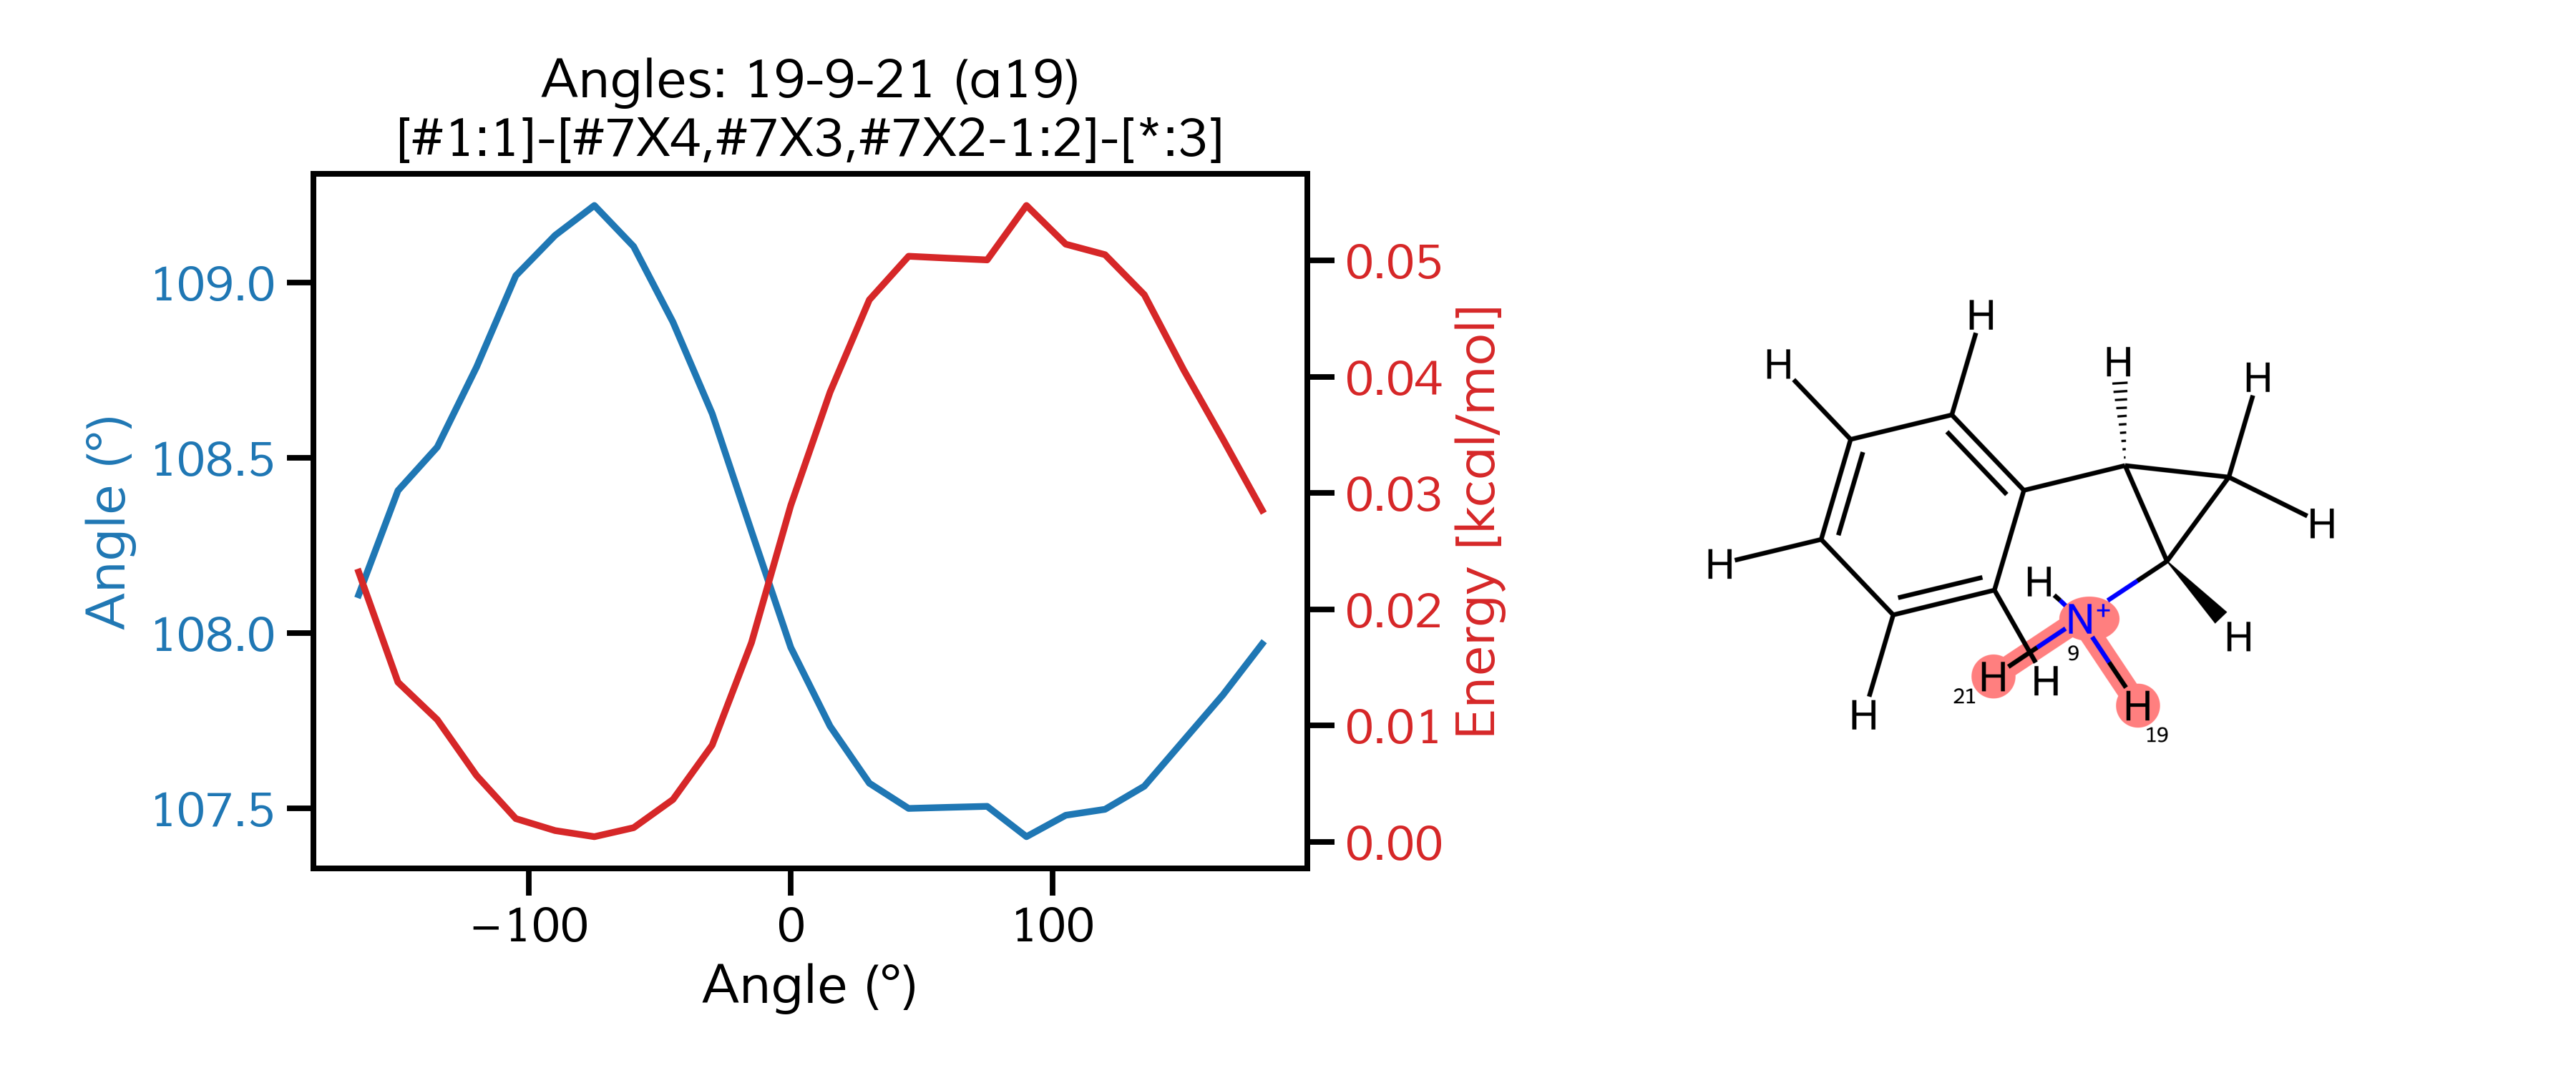 Angles: 19-9-21 (a19)
[#1:1]-[#7X4,#7X3,#7X2-1:2]-[*:3]
109.0
108.5
108.0
107.5
Angle (°)
0.05
0.04
0.03
0.02
0.01
0.00
Energy [kcal/mol]
−100
0
100
Angle (°)
H
H
H
H
H
H
H
N+
H
9
H
H
21
H
19
H